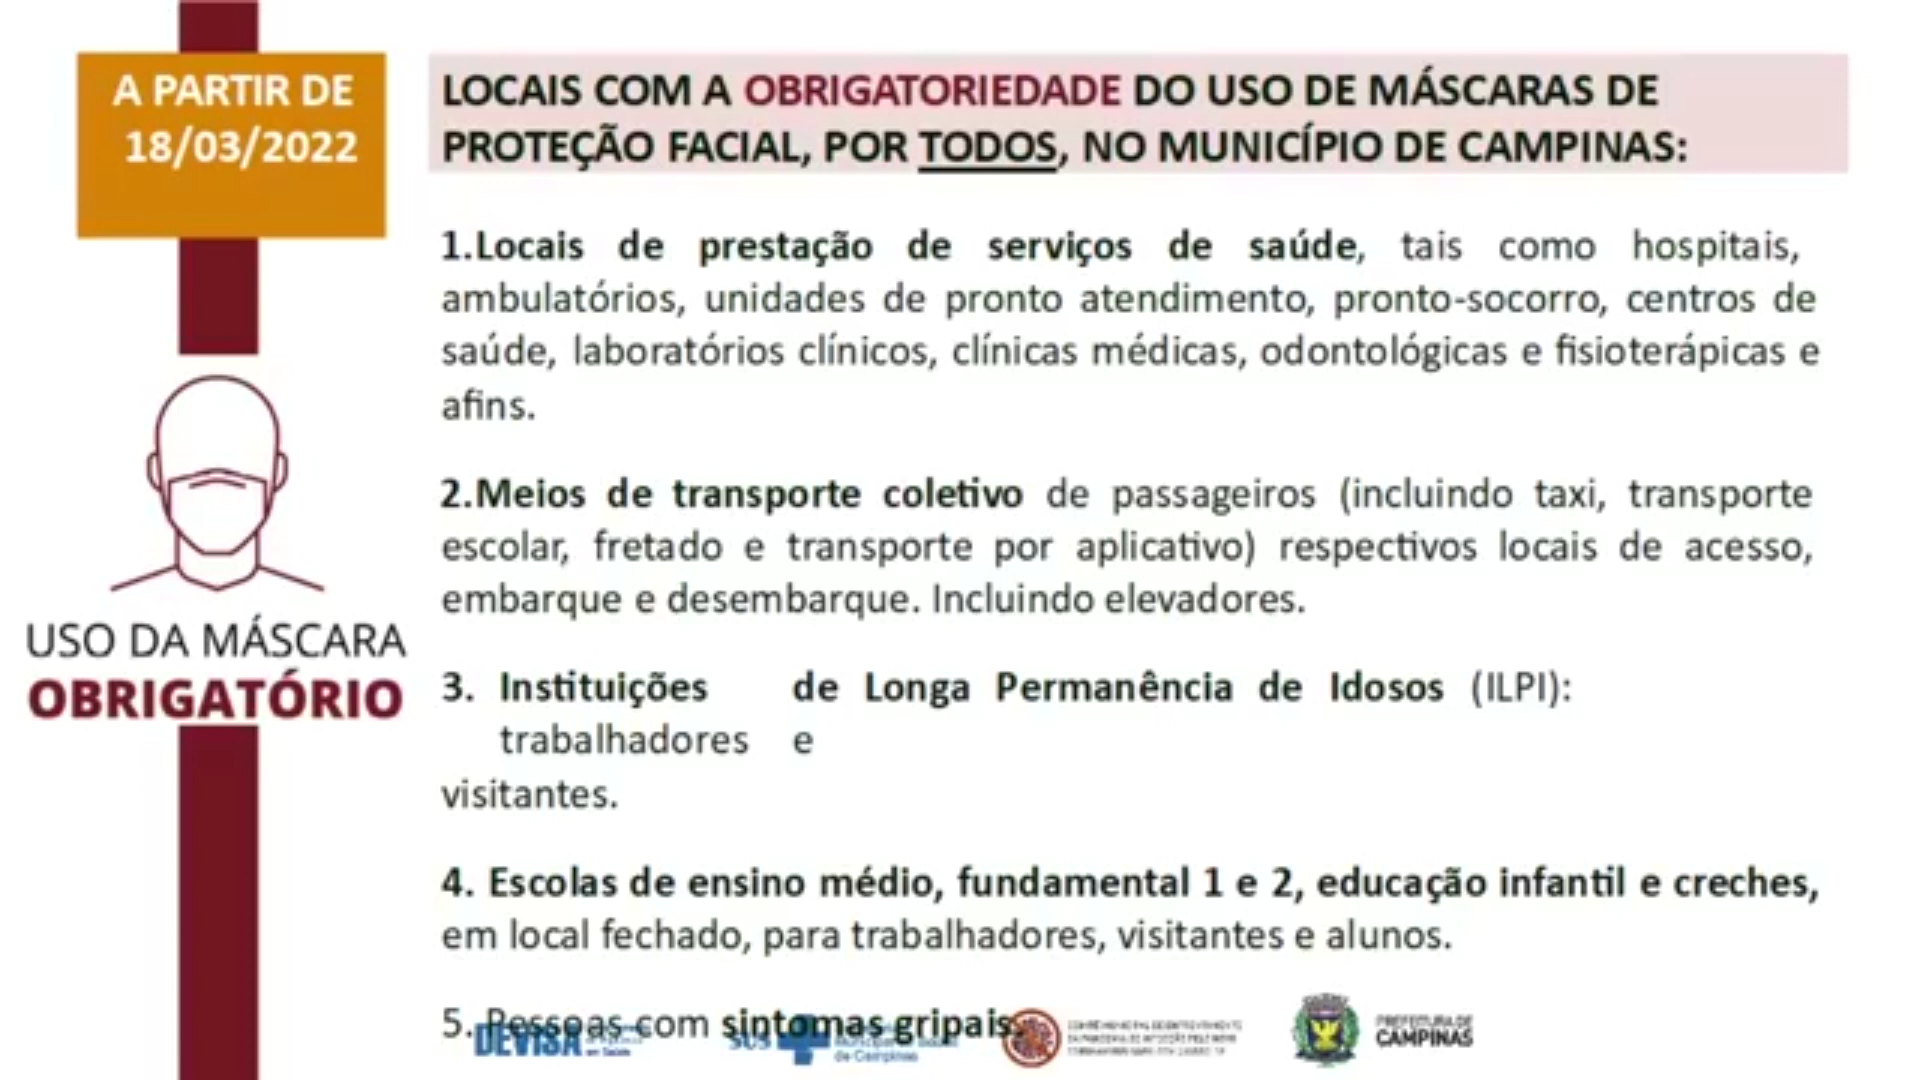 A PARTIR DE
18/03/2022
LOCAIS COM A OBRIGATORIEDADE DO USO DE MÁSCARAS DE
PROTEÇÃO FACIAL, POR TODOS, NO MUNICÍPIO DE CAMPINAS:
1.Locais de prestação de serviços de saúde, tais como hospitais,
ambulatórios, unidades de pronto atendimento, pronto-socorro, centros de
saúde, laboratórios clínicos, clínicas médicas, odontológicas e fisioterápicas e
afins.
2.Meios de transporte coletivo de passageiros (incluindo taxi, transporte
escolar, fretado e transporte por aplicativo) respectivos locais de acesso,
embarque e desembarque. Incluindo elevadores.
3. Instituições de Longa Permanência de Idosos (ILPI):
trabalhadores e
visitantes.
4. Escolas de ensino médio, fundamental 1 e 2, educação infantil e creches,
em local fechado, para trabalhadores, visitantes e alunos.
5. Pessoas com sintomas gripais.
USO DA MÁSCARA
OBRIGATÓRIO
DEVISA
em Saúde
SUS
de Campinas
PREFEITURA DE
CAMPINAS